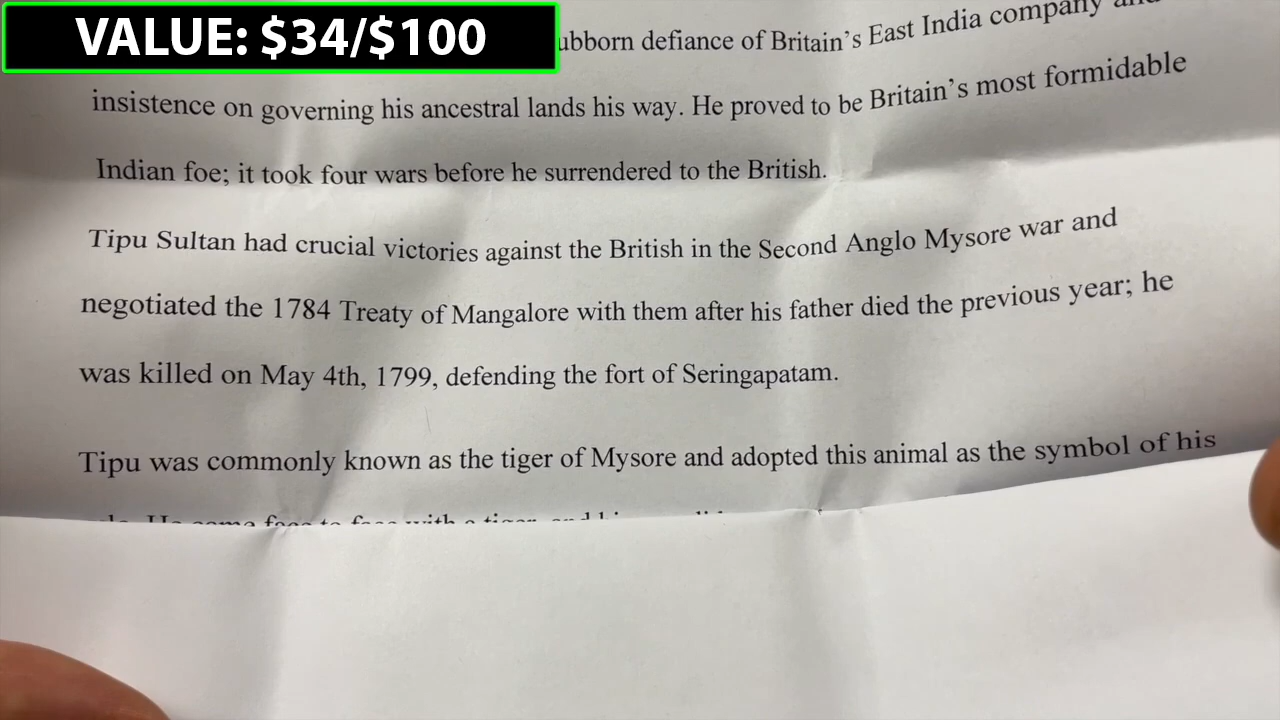 VALUE: $34/$100
defiance of Britain’s East India company
insistence on governing his ancestral lands his way. He proved to be Britain’s most formidable
Indian foe; it took four wars before he surrendered to the British.
Tipu Sultan had crucial victories against the British in the Second Anglo Mysore war and
negotiated the 1784 Treaty of Mangalore with them after his father died the previous year; he
was killed on May 4th, 1799, defending the fort of Seringapatam.
Tipu was commonly known as the tiger of Mysore and adopted this animal as the symbol of his